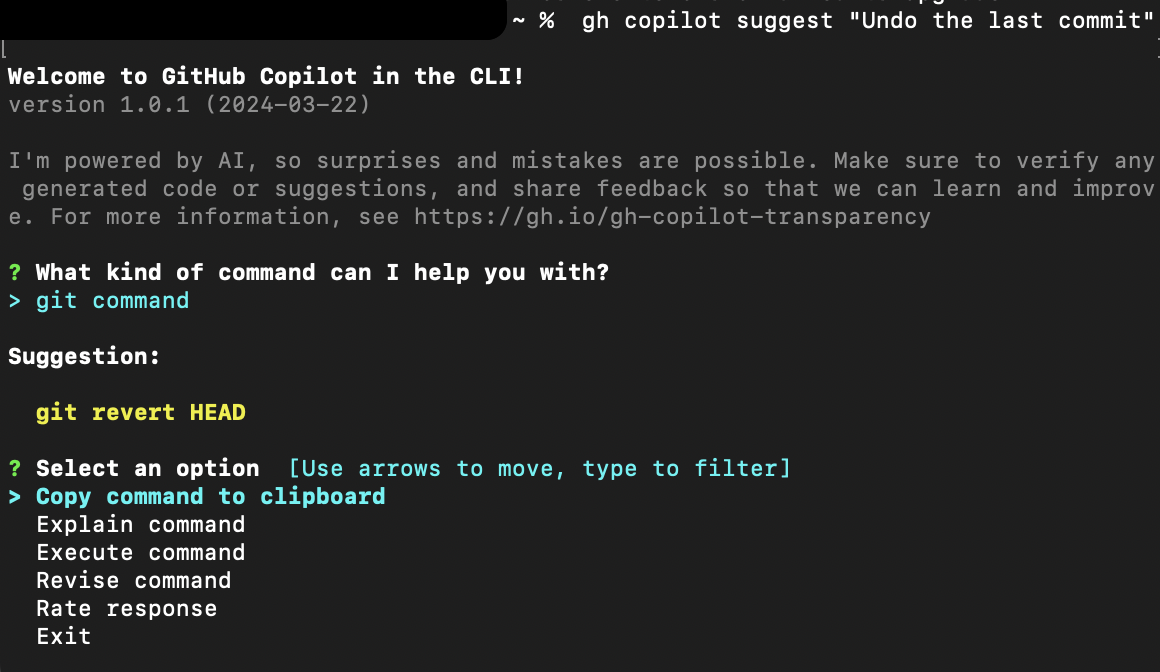 ~ %  gh copilot suggest "Undo the last commit"
Welcome to GitHub Copilot in the CLI!
version 1.0.1 (2024-03-22)
I'm powered by AI, so surprises and mistakes are possible. Make sure to verify any
generated code or suggestions, and share feedback so that we can learn and improv
e. For more information, see https://gh.io/gh-copilot-transparency
? What kind of command can I help you with?
> git command
Suggestion:
git revert HEAD
? Select an option  [Use arrows to move, type to filter]
> Copy command to clipboard
Explain command
Execute command
Revise command
Rate response
Exit